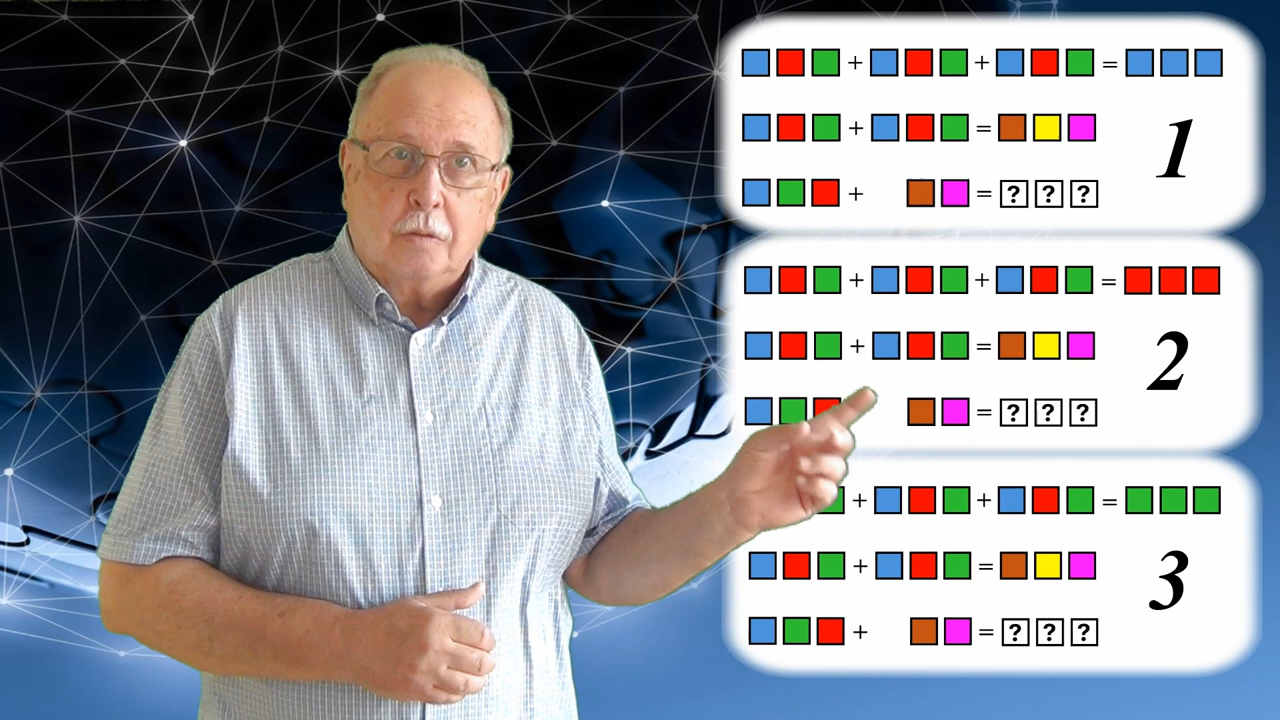 + + =
+ =
1
+ = ? ? ?
+ + =
+ =
2
= ? ? ?
+ + =
+ =
3
+ = ? ? ?